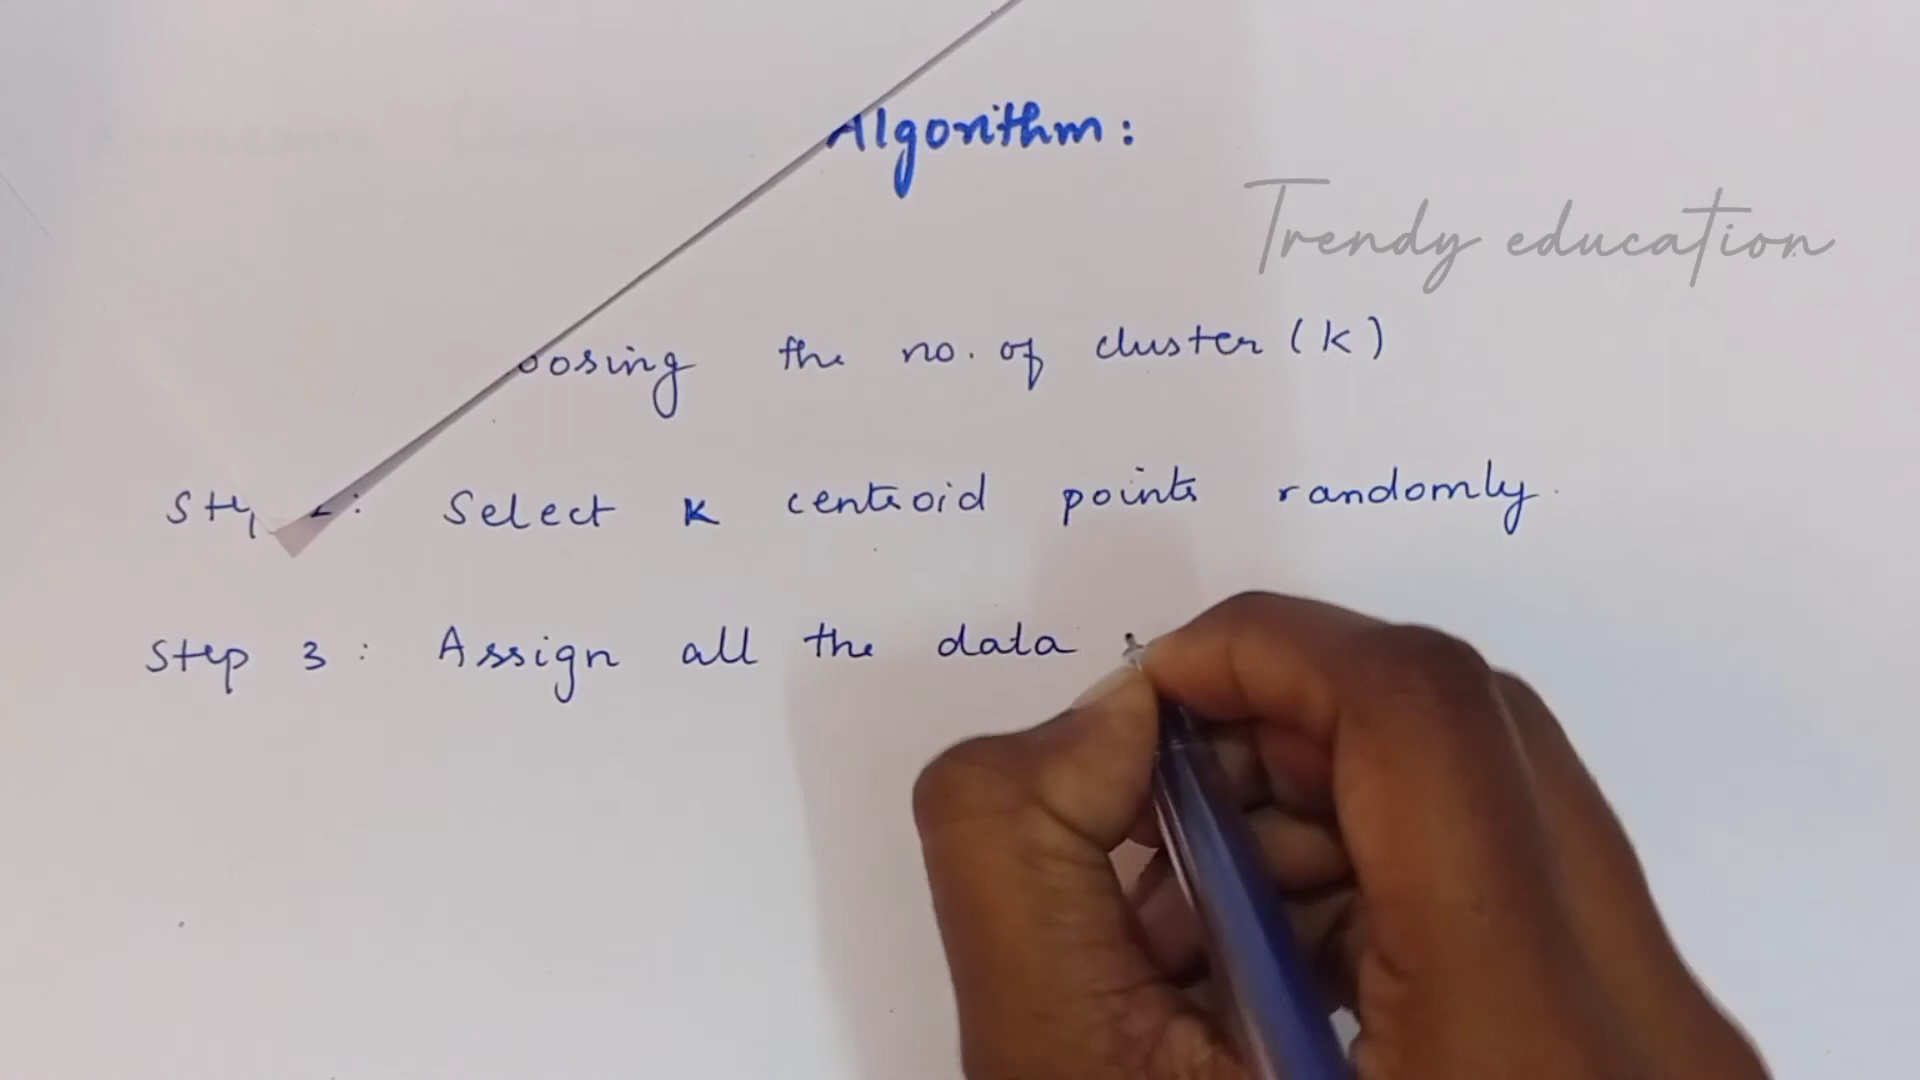 Algorithm:
Trendy education
oosing the no. of cluster (K)
Select K centroid points randomly.
Step 3: Assign all the data